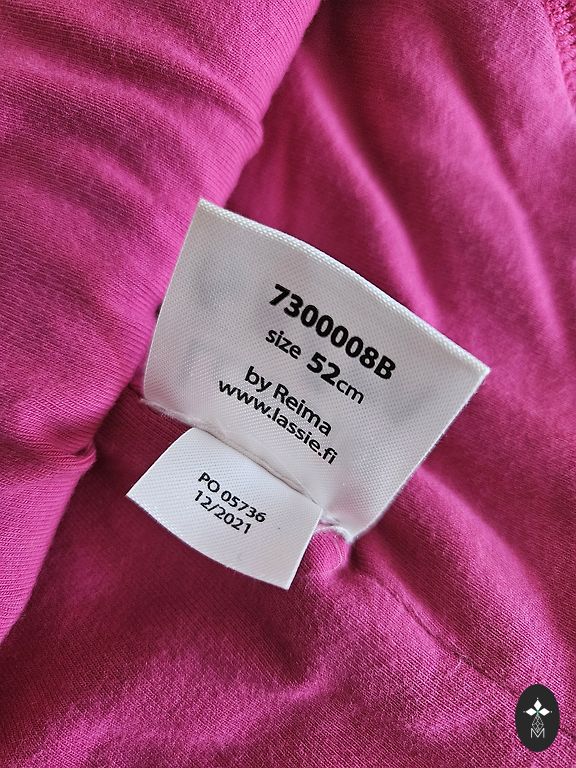 7300008B
size 52cm
by Reima
www.lassie.fi
PO 05736
12/2021
M